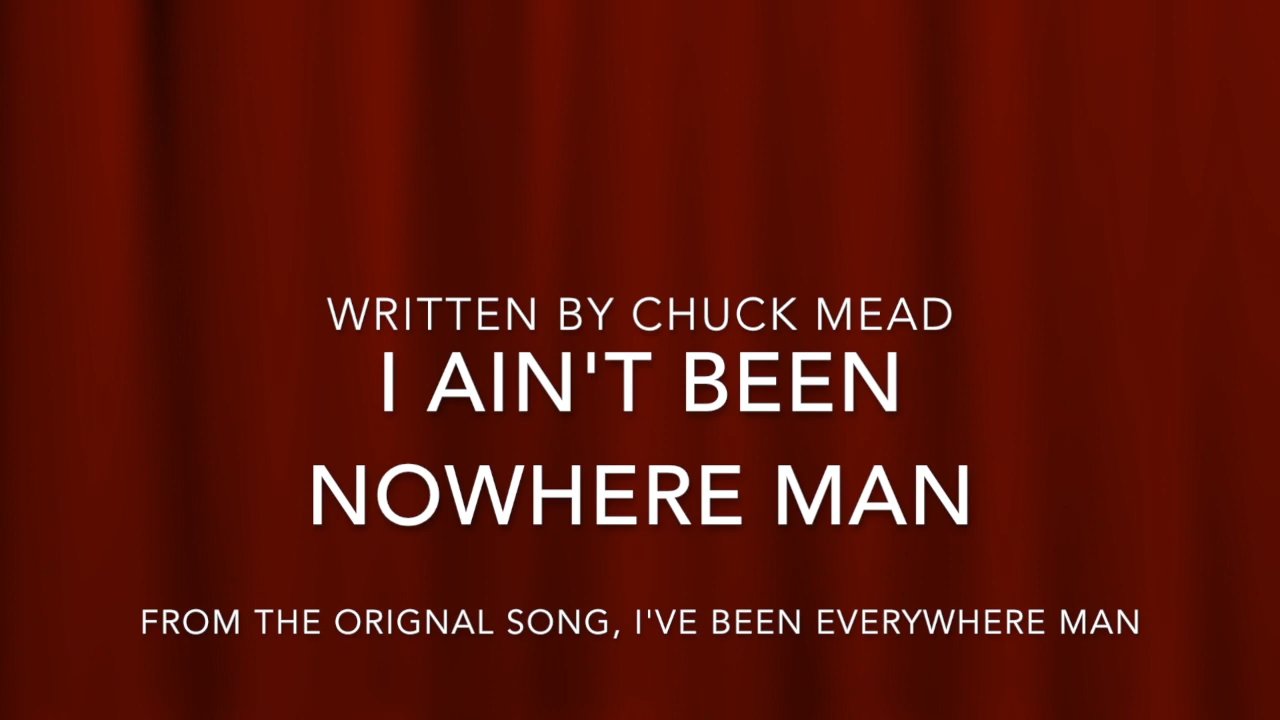 WRITTEN BY CHUCK MEAD
I AIN'T BEEN
NOWHERE MAN
FROM THE ORIGNAL SONG, I'VE BEEN EVERYWHERE MAN